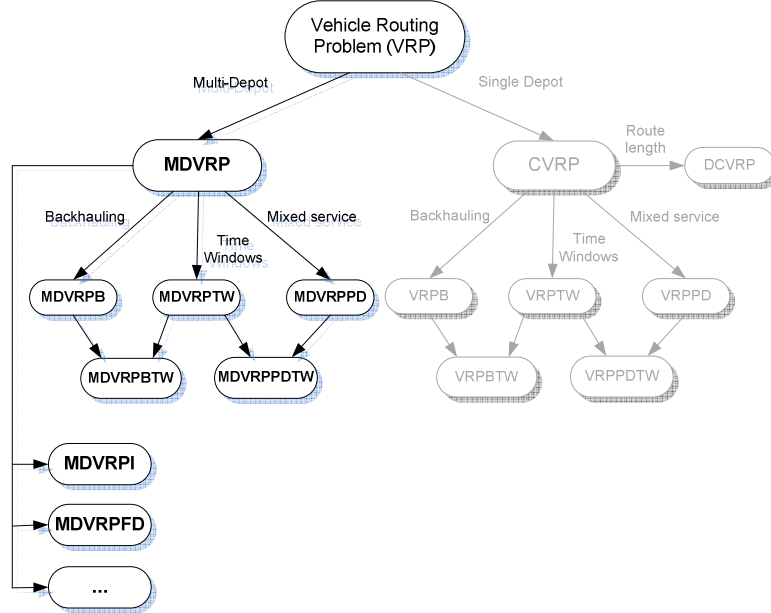 Vehicle Routing
Problem (VRP)
Multi-Depot
Single Depot
MDVRP
CVRP
Route
length
DCVRP
Backhauling
Time
Windows
Mixed service
Backhauling
Time
Windows
Mixed service
MDVRPB
MDVRPTW
MDVRPPD
VRPB
VRPTW
VRPPD
MDVRPBTW
MDVRPPDTW
VRPBTW
VRPPDTW
MDVRPI
MDVRPFD
...